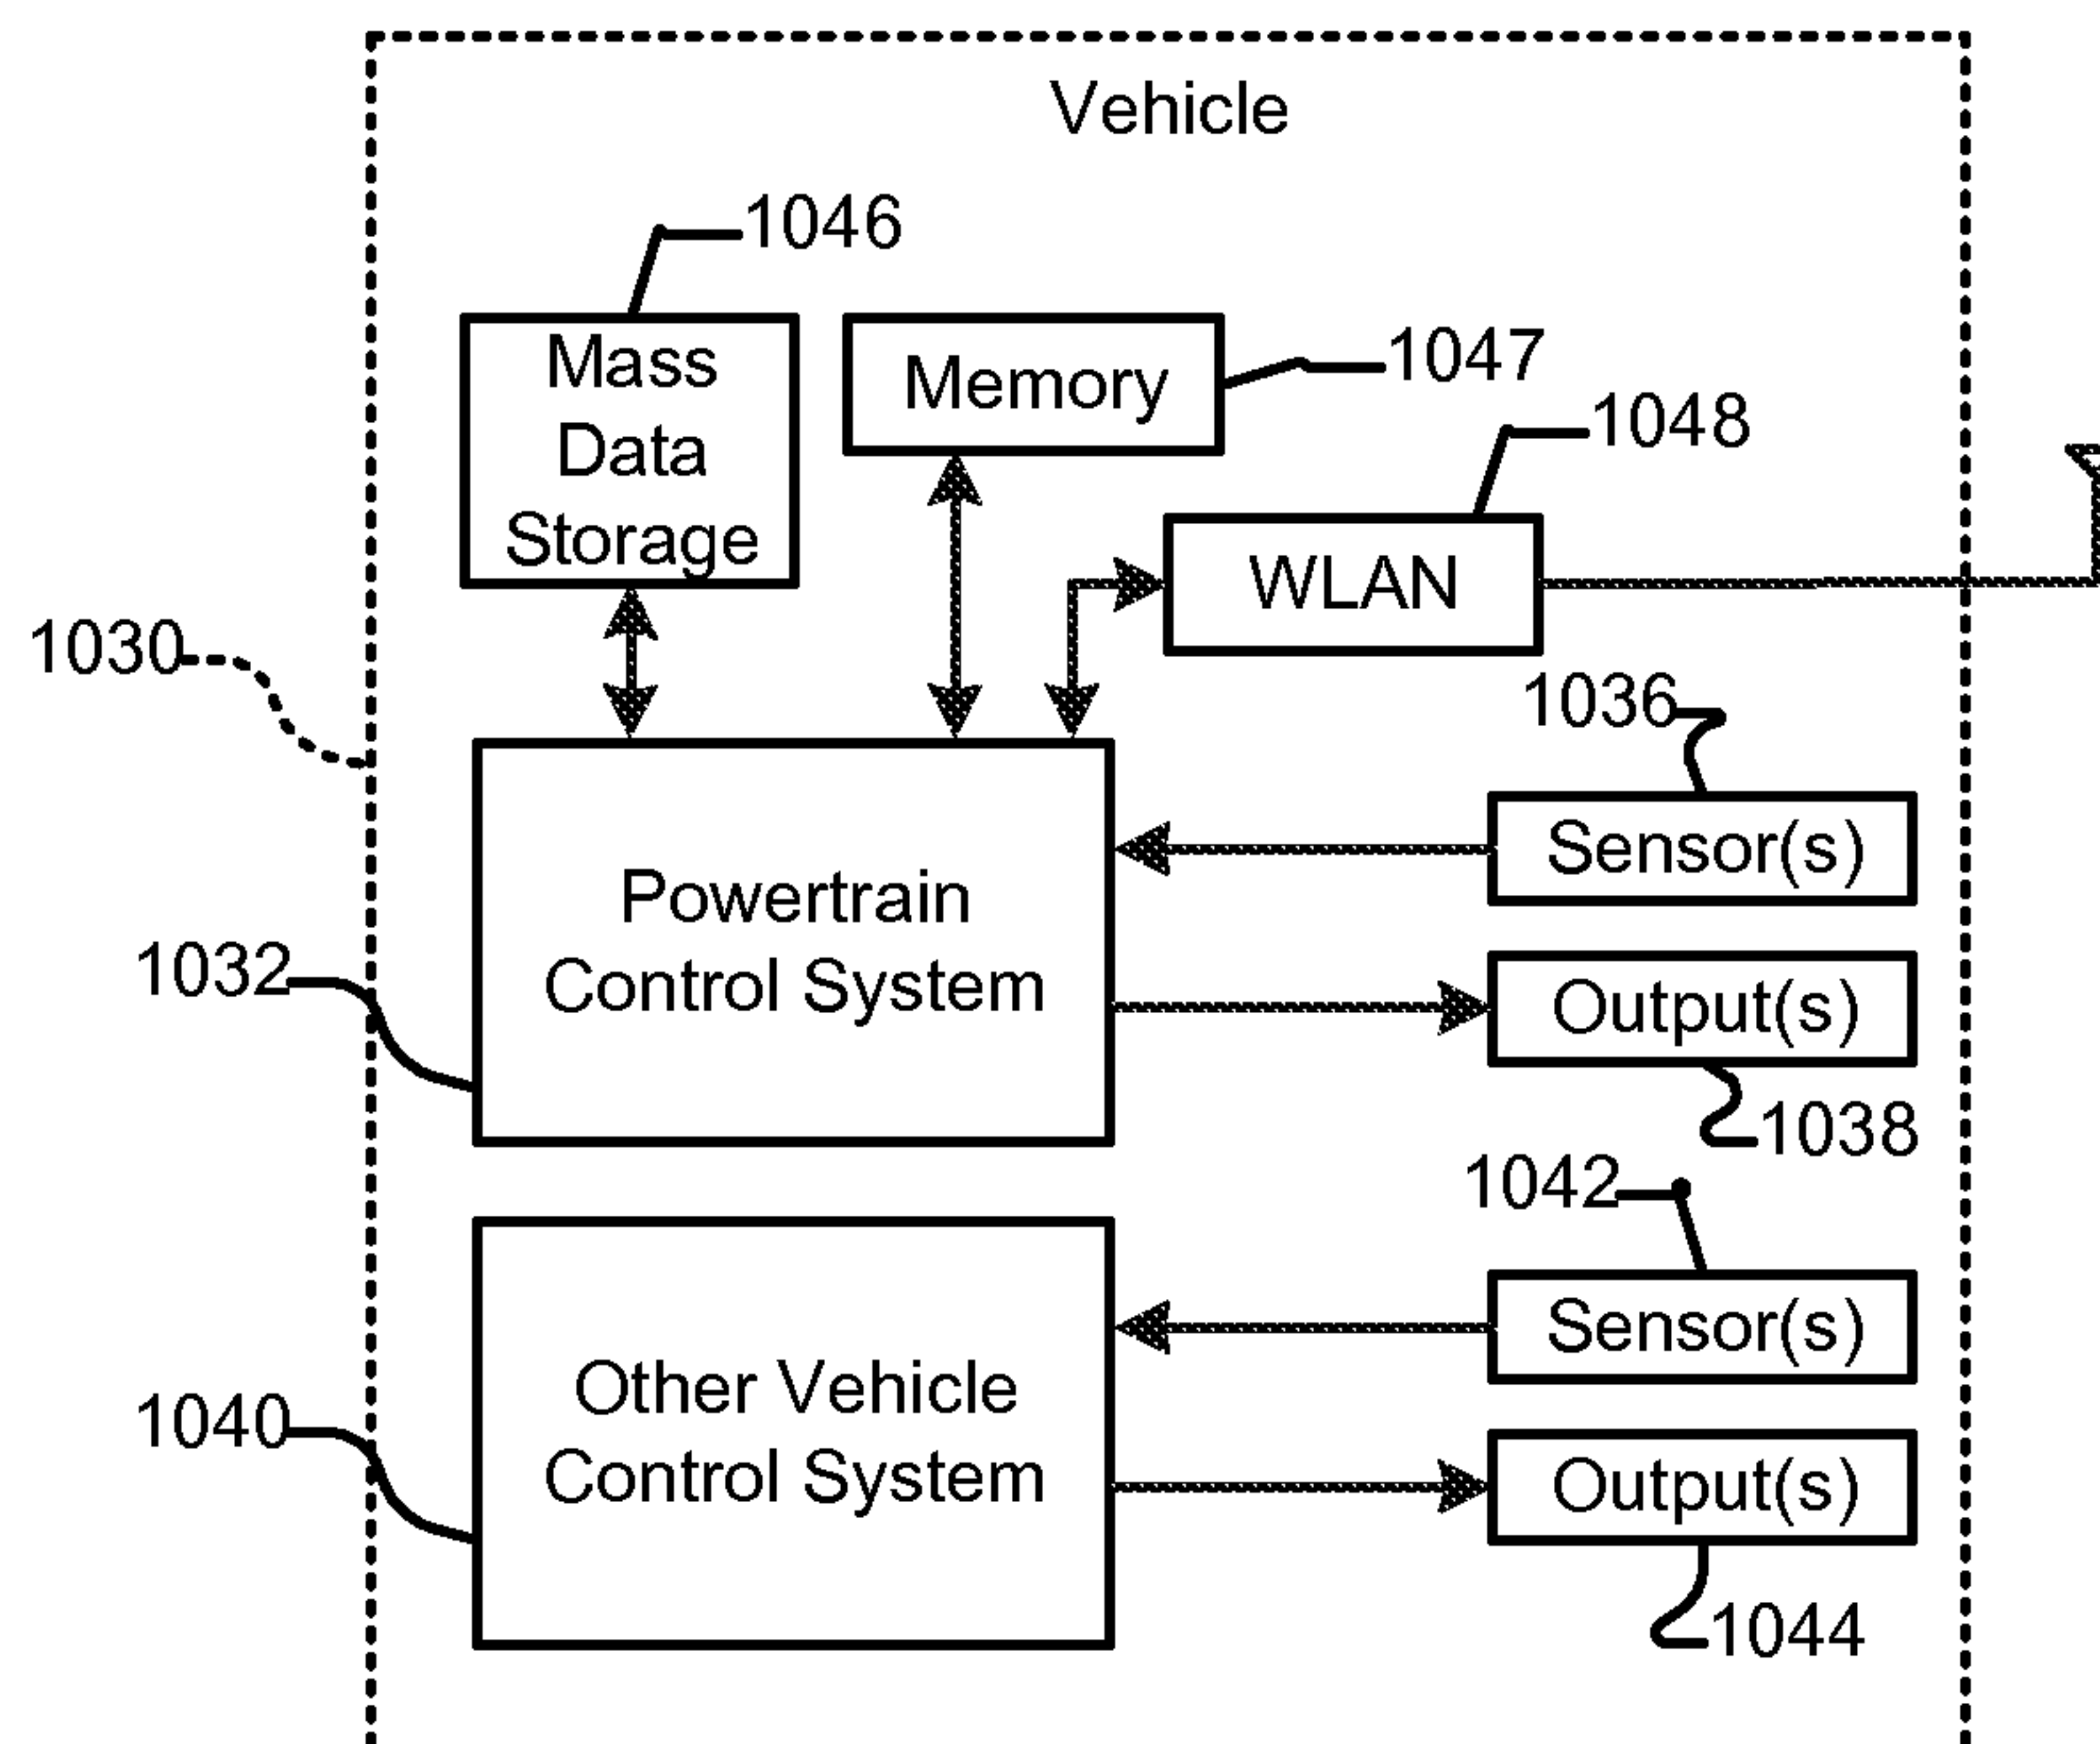 Vehicle
1046
Mass
Data
Storage
Memory
1047
1048
WLAN
1030
1036
Sensor(s)
Powertrain
Control System
1032
Output(s)
1038
1042
Sensor(s)
Other Vehicle
Control System
1040
Output(s)
1044